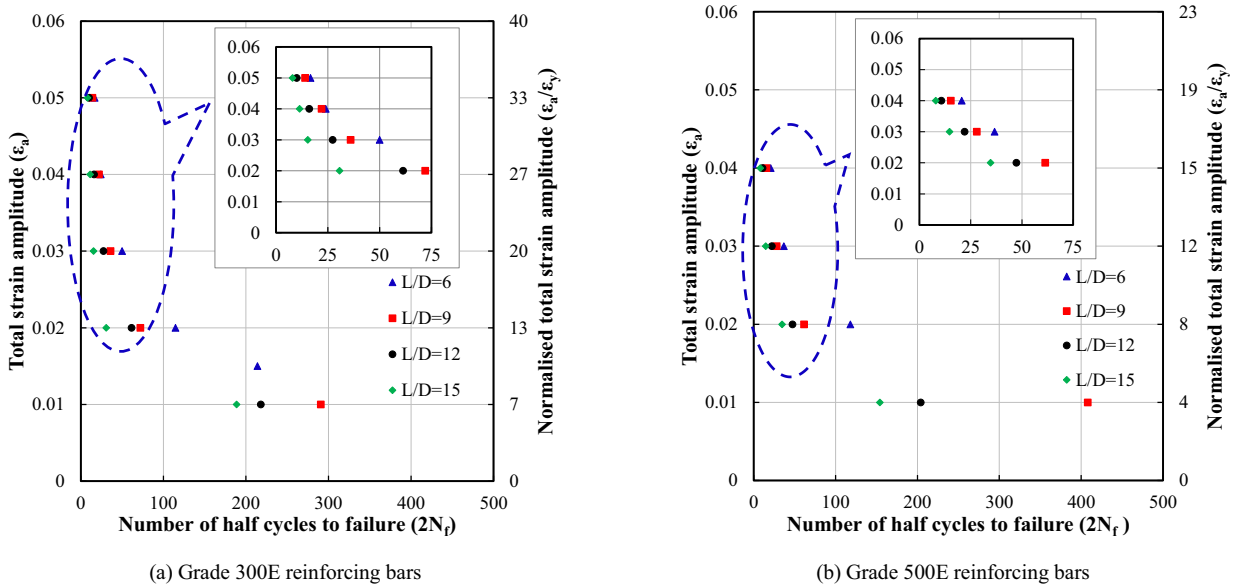 Total strain amplitude (εa)
0.06
0.05
0.04
0.03
0.02
0.01
0
0 100 200 300 400 500
Number of half cycles to failure (2Nf)
40
33
27
20
13
7
0
Normalised total strain amplitude (εa/εy)
0.06
0.05
0.04
0.03
0.02
0.01
0
0 25 50 75
L/D=6
L/D=9
L/D=12
L/D=15
(a) Grade 300E reinforcing bars
Total strain amplitude (εa)
0.06
0.05
0.04
0.03
0.02
0.01
0
0 100 200 300 400 500
Number of half cycles to failure (2Nf )
23
19
15
12
8
4
0
Normalised total strain amplitude (εa/εy)
0.06
0.05
0.04
0.03
0.02
0.01
0
0 25 50 75
L/D=6
L/D=9
L/D=12
L/D=15
(b) Grade 500E reinforcing bars